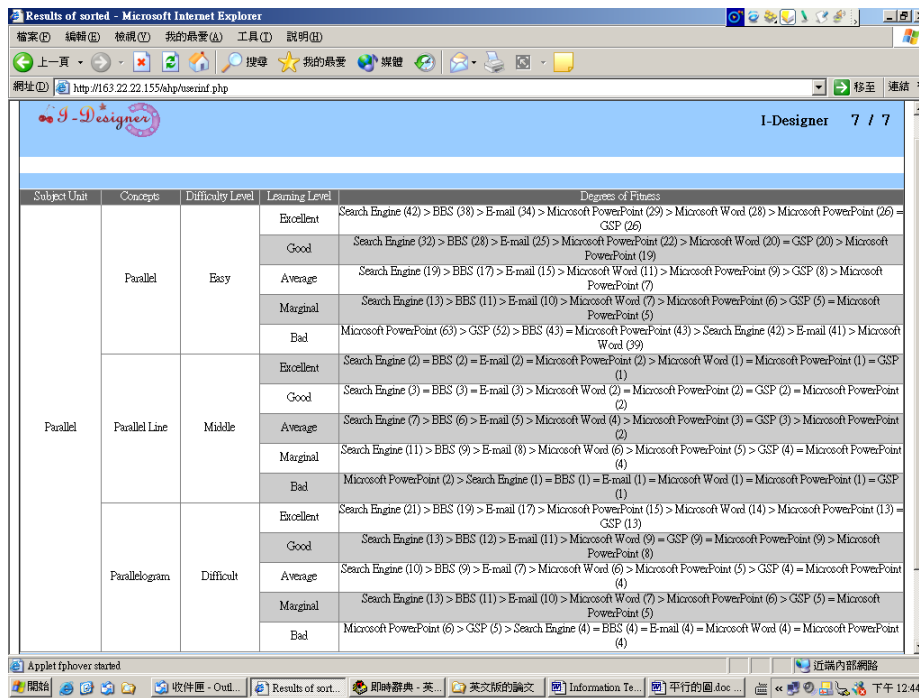 Results of sorted - Microsoft Internet Explorer
檔案(F) 編輯(E) 檢視(V) 我的最愛(A) 工具(T) 說明(H)
上一頁 搜尋 我的最愛 媒體
網址(D) http://163.22.22.155/ahp/userinf.php 移至 連結
I-Designer I-Designer 7 / 7
Subject Unit Concepts Difficulty Level Learning Level Degrees of Fitness
Parallel
Parallel Easy
Excellent Search Engine (42) > BBS (38) > E-mail (34) > Microsoft PowerPoint (29) > Microsoft Word (28) > Microsoft PowerPoint (26) =
GSP (26)
Good Search Engine (32) > BBS (28) > E-mail (25) > Microsoft PowerPoint (22) > Microsoft Word (20) = GSP (20) > Microsoft
PowerPoint (19)
Average Search Engine (19) > BBS (17) > E-mail (15) > Microsoft Word (11) > Microsoft PowerPoint (9) > GSP (8) > Microsoft
PowerPoint (7)
Marginal Search Engine (13) > BBS (11) > E-mail (10) > Microsoft Word (7) > Microsoft PowerPoint (6) > GSP (5) = Microsoft
PowerPoint (5)
Bad Microsoft PowerPoint (63) > GSP (52) > BBS (43) = Microsoft PowerPoint (43) > Search Engine (42) > E-mail (41) > Microsoft
Word (39)
Parallel Line Middle
Excellent Search Engine (2) = BBS (2) = E-mail (2) = Microsoft PowerPoint (2) > Microsoft Word (1) = Microsoft PowerPoint (1) = GSP
(1)
Good Search Engine (3) = BBS (3) = E-mail (3) > Microsoft Word (2) = Microsoft PowerPoint (2) = GSP (2) = Microsoft PowerPoint
(2)
Average Search Engine (7) > BBS (6) > E-mail (5) > Microsoft Word (4) > Microsoft PowerPoint (3) = GSP (3) > Microsoft PowerPoint
(2)
Marginal Search Engine (11) > BBS (9) > E-mail (8) > Microsoft Word (6) > Microsoft PowerPoint (5) > GSP (4) = Microsoft PowerPoint
(4)
Bad Microsoft PowerPoint (2) > Search Engine (1) = BBS (1) = E-mail (1) = Microsoft Word (1) = Microsoft PowerPoint (1) = GSP
(1)
Parallelogram Difficult
Excellent Search Engine (21) > BBS (19) > E-mail (17) > Microsoft PowerPoint (15) > Microsoft Word (14) > Microsoft PowerPoint (13) =
GSP (13)
Good Search Engine (13) > BBS (12) > E-mail (11) > Microsoft Word (9) = GSP (9) = Microsoft PowerPoint (9) > Microsoft
PowerPoint (8)
Average Search Engine (10) > BBS (9) > E-mail (7) > Microsoft Word (6) > Microsoft PowerPoint (5) > GSP (4) = Microsoft PowerPoint
(4)
Marginal Search Engine (13) > BBS (11) > E-mail (10) > Microsoft Word (7) > Microsoft PowerPoint (6) > GSP (5) = Microsoft
PowerPoint (5)
Bad Microsoft PowerPoint (6) > GSP (5) > Search Engine (4) = BBS (4) = E-mail (4) = Microsoft Word (4) = Microsoft PowerPoint
(4)
Applet fphover started 近端內部網路
開始 收件匣 - Outl... Results of sort... 即時辭典 - 英... 英文版的論文 Information Te... 平行的圖.doc ... 下午